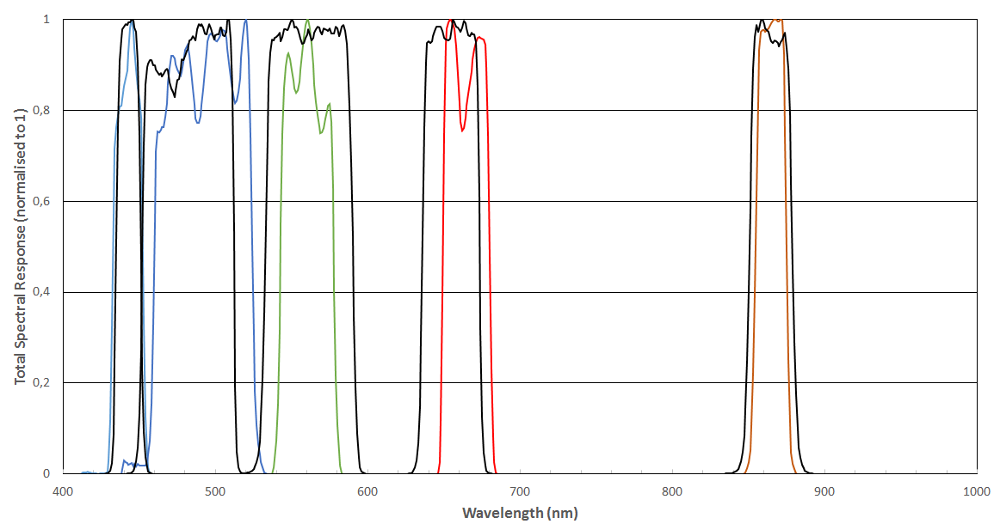 Total Spectral Response (normalised to 1)
1
0,8
0,6
0,4
0,2
0
400 500 600 700 800 900 1000
Wavelength (nm)